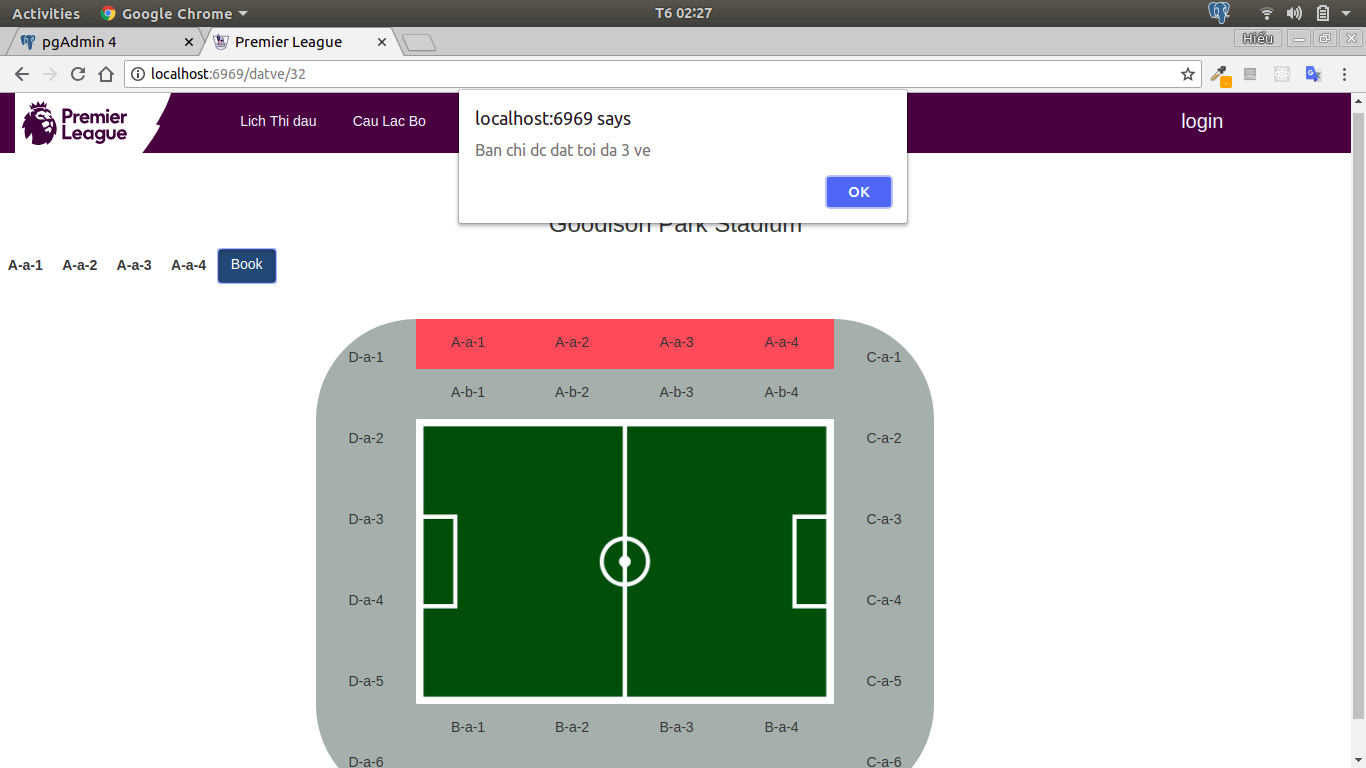 Activities Google Chrome T6 02:27
pgAdmin 4 Premier League Hiếu
localhost:6969/datve/32
Premier League Lich Thi dau Cau Lac Bo login
localhost:6969 says
Ban chi dc dat toi da 3 ve
OK
Goodison Park Stadium
A-a-1 A-a-2 A-a-3 A-a-4 Book
A-a-1 A-a-2 A-a-3 A-a-4
D-a-1 C-a-1
A-b-1 A-b-2 A-b-3 A-b-4
D-a-2 C-a-2
D-a-3 C-a-3
D-a-4 C-a-4
D-a-5 C-a-5
B-a-1 B-a-2 B-a-3 B-a-4
D-a-6 C-a-6